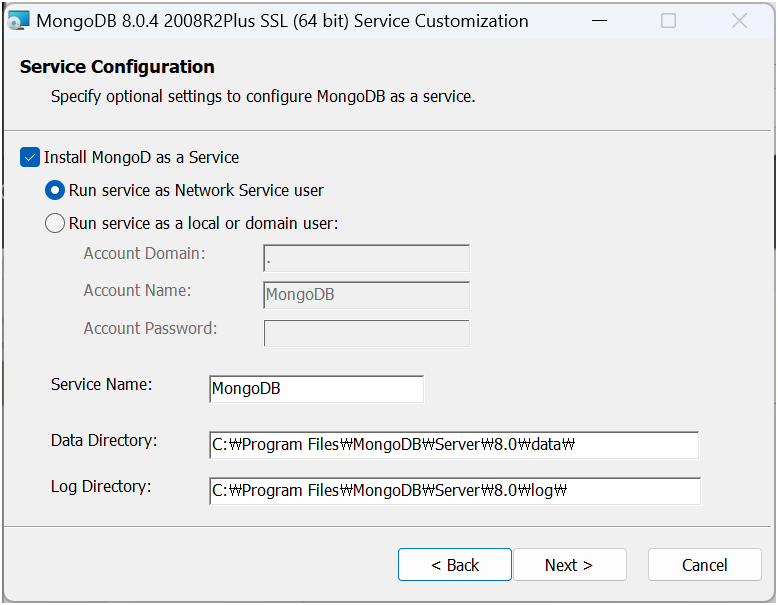 MongoDB 8.0.4 2008R2Plus SSL (64 bit) Service Customization
Service Configuration
Specify optional settings to configure MongoDB as a service.
Install MongoD as a Service
Run service as Network Service user
Run service as a local or domain user:
Account Domain: .
Account Name: MongoDB
Account Password:
Service Name: MongoDB
Data Directory: C:₩Program Files₩MongoDB₩Server₩8.0₩data₩
Log Directory: C:₩Program Files₩MongoDB₩Server₩8.0₩log₩
< Back Next > Cancel